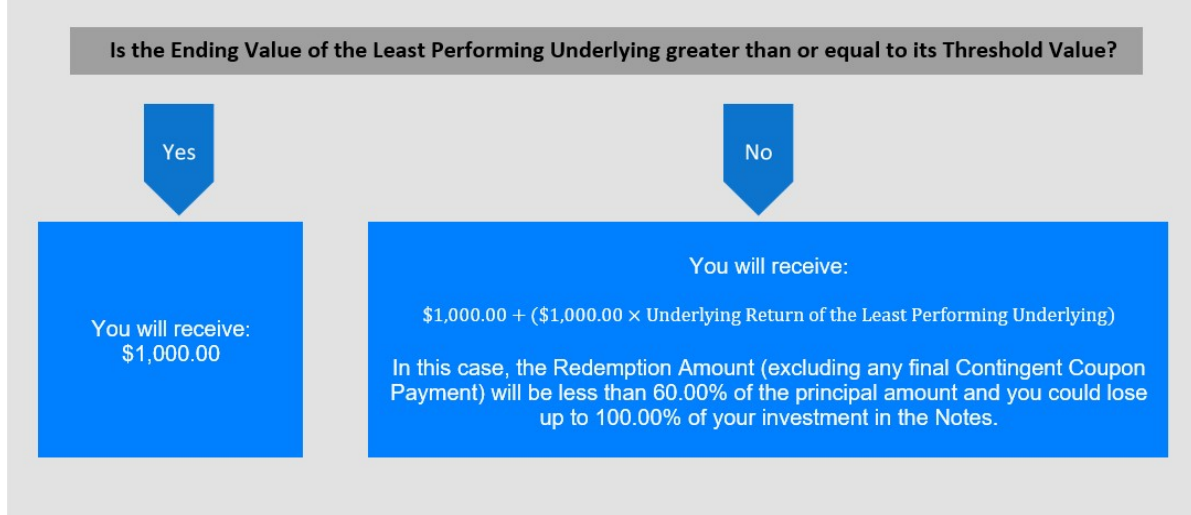 Is the Ending Value of the Least Performing Underlying greater than or equal to its Threshold Value?
Yes
No
You will receive:
$1,000.00
You will receive:
$1,000.00 + ($1,000.00 × Underlying Return of the Least Performing Underlying)
In this case, the Redemption Amount (excluding any final Contingent Coupon
Payment) will be less than 60.00% of the principal amount and you could lose
up to 100.00% of your investment in the Notes.